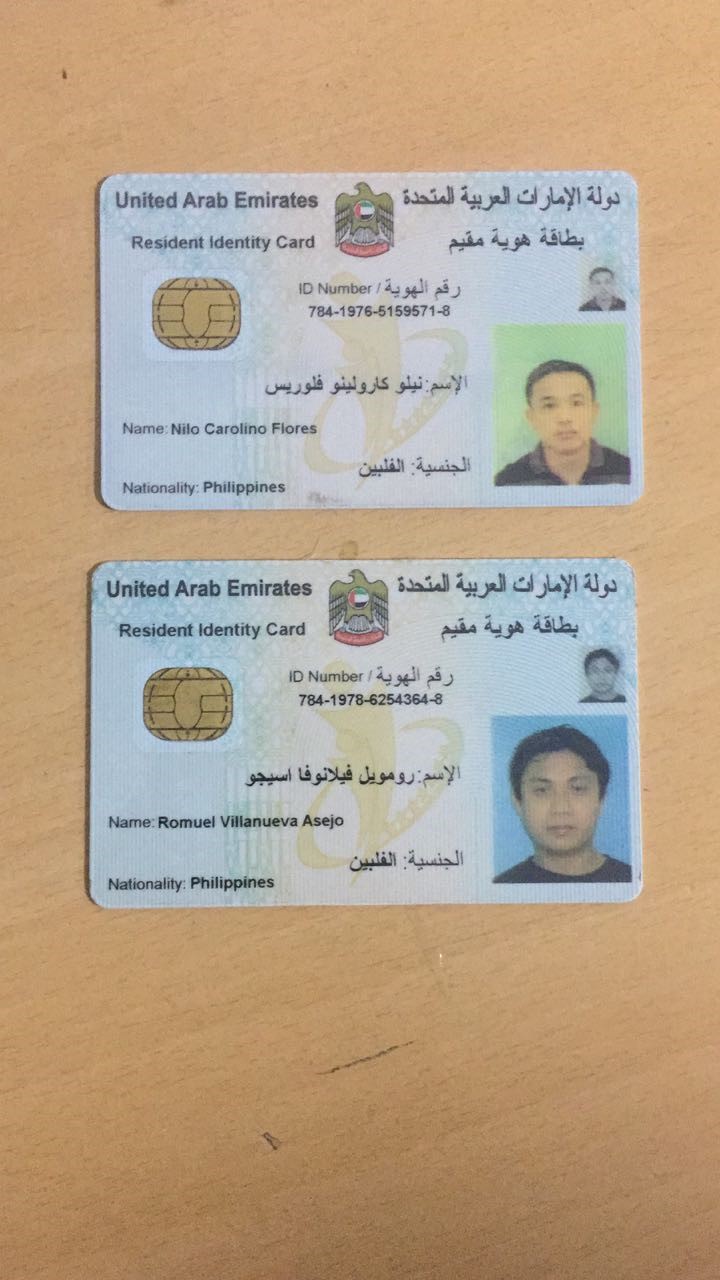 United Arab Emirates دولة الإمارات العربية المتحدة
Resident Identity Card بطاقة هوية مقيم
ID Number / رقم الهوية
784-1976-5159571-8
الإسم: نيلو كارولينو فلوريس
Name: Nilo Carolino Flores
الجنسية: الفلبين
Nationality: Philippines
United Arab Emirates دولة الإمارات العربية المتحدة
Resident Identity Card بطاقة هوية مقيم
ID Number / رقم الهوية
784-1978-6254364-8
الإسم: رومويل فيلانوفا اسيجو
Name: Romuel Villanueva Asejo
الجنسية: الفلبين
Nationality: Philippines